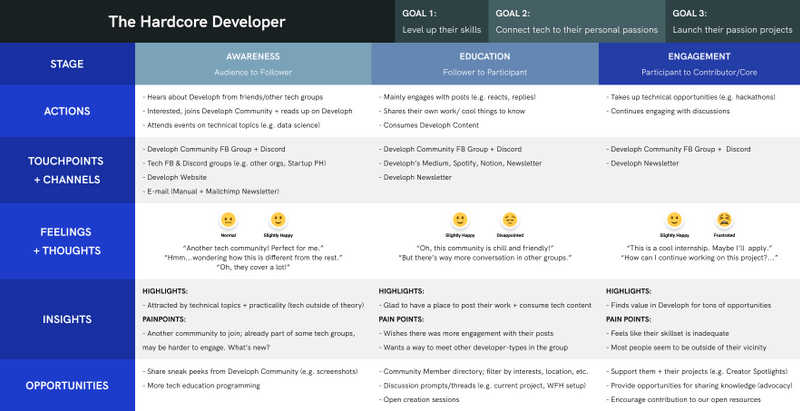 The Hardcore Developer
GOAL 1:
Level up their skills
GOAL 2:
Connect tech to their personal passions
GOAL 3:
Launch their passion projects
STAGE
AWARENESS
Audience to Follower
EDUCATION
Follower to Participant
ENGAGEMENT
Participant to Contributor/Core
ACTIONS
- Hears about Developh from friends/other tech groups
- Interested, joins Developh Community + reads up on Developh
- Attends events on technical topics (e.g. data science)
- Mainly engages with posts (e.g. reacts, replies)
- Shares their own work/ cool things to know
- Consumes Developh Content
- Takes up technical opportunities (e.g. hackathons)
- Continues engaging with discussions
TOUCHPOINTS
+ CHANNELS
- Developh Community FB Group + Discord
- Tech FB & Discord groups (e.g. other orgs, Startup PH)
- Developh Website
- E-mail (Manual + Mailchimp Newsletter)
- Developh Community FB Group + Discord
- Developh's Medium, Spotify, Notion, Newsletter
- Developh Newsletter
- Developh Community FB Group + Discord
- Developh Newsletter
FEELINGS
+ THOUGHTS
Normal
Slightly Happy
"Another tech community! Perfect for me."
"Hmm...wondering how this is different from the rest."
"Oh, they cover a lot!"
Slightly Happy
Disappointed
"Oh, this community is chill and friendly!"
"But there's way more conversation in other groups."
Slightly Happy
Frustrated
"This is a cool internship. Maybe I'll apply."
"How can I continue working on this project?..."
INSIGHTS
HIGHLIGHTS:
- Attracted by technical topics + practicality (tech outside of theory)
PAINPOINTS:
- Another commmunity to join; already part of some tech groups,
may be harder to engage. What's new?
HIGHLIGHTS:
- Glad to have a place to post their work + consume tech content
PAIN POINTS:
- Wishes there was more engagement with their posts
- Wants a way to meet other developer-types in the group
HIGHLIGHTS:
- Finds value in Developh for tons of opportunities
PAIN POINTS:
- Feels like their skillset is inadequate
- Most people seem to be outside of their vicinity
OPPORTUNITIES
- Share sneak peeks from Developh Community (e.g. screenshots)
- More tech education programming
- Community Member directory; filter by interests, location, etc.
- Discussion prompts/threads (e.g. current project, WFH setup)
- Open creation sessions
- Support them + their projects (e.g. Creator Spotlights)
- Provide opportunities for sharing knowledge (advocacy)
- Encourage contribution to our open resources